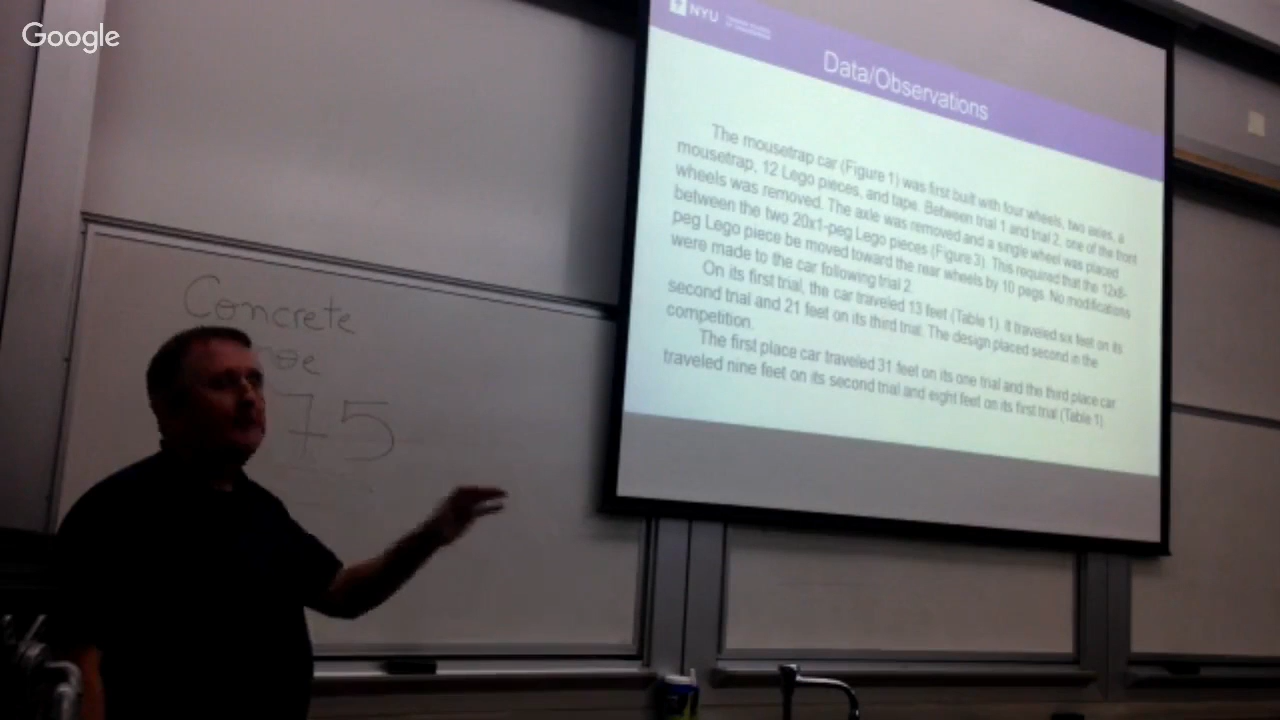 Google
NYU
Data/Observations
The mousetrap car (Figure 1) was first built with four wheels, two axles, a
mousetrap, 12 Lego pieces, and tape. Between trial 1 and trial 2, one of the front
wheels was removed. The axle was removed and a single wheel was placed
between the two 20x1-peg Lego pieces (Figure 3). This required that the 12x8-
peg Lego piece be moved toward the rear wheels by 10 pegs. No modifications
were made to the car following trial 2.
On its first trial, the car traveled 13 feet (Table 1). It traveled six feet on its
second trial and 21 feet on its third trial. The design placed second in the
competition.
The first place car traveled 31 feet on its one trial and the third place car
traveled nine feet on its second trial and eight feet on its first trial (Table 1)
Concrete
75